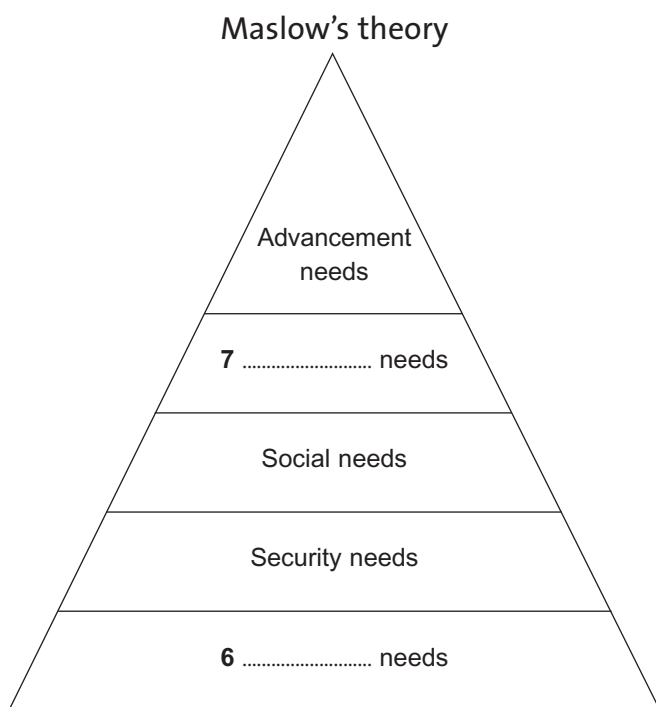 Maslow’s theory
Advancement
needs
7 ........................... needs
Social needs
Security needs
6 ........................... needs